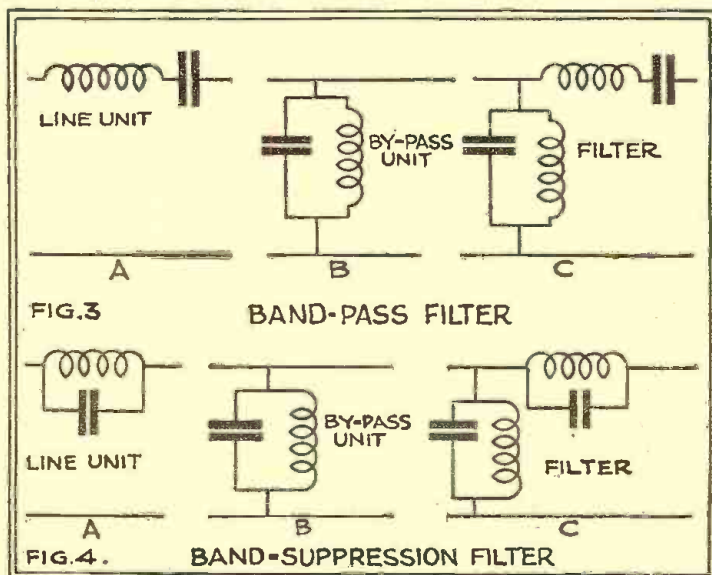 LINE UNIT
BY-PASS
UNIT
FILTER
A
B
C
FIG.3
BAND-PASS FILTER
LINE UNIT
BY-PASS
UNIT
FILTER
A
B
C
FIG.4.
BAND-SUPPRESSION FILTER